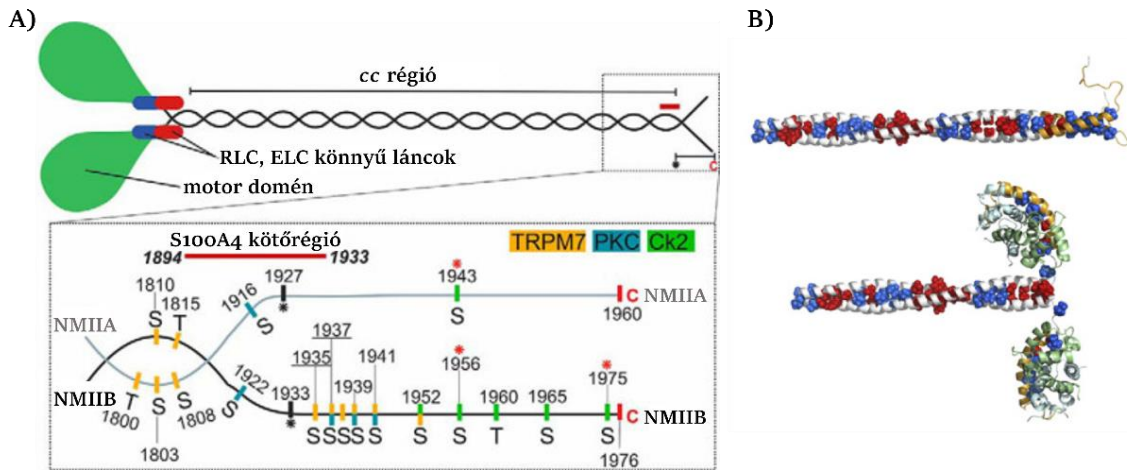 A)
B)
cc régió
RLC, ELC könnyű láncok
motor domén
*
C
S100A4 kötőrégió
1894 1933
TRPM7 PKC Ck2
1810
1815
S T
1916
S
1927
*
*
1943
S
C NMIIA
1960
NMIIA
NMIIB
T S S
1800
1803
1808
1922
S
1933
*
1935
1937
1939
1941
S S S S S
1952
S
*
1956
S
1960
T
1965
S
*
1975
S
C NMIIB
1976